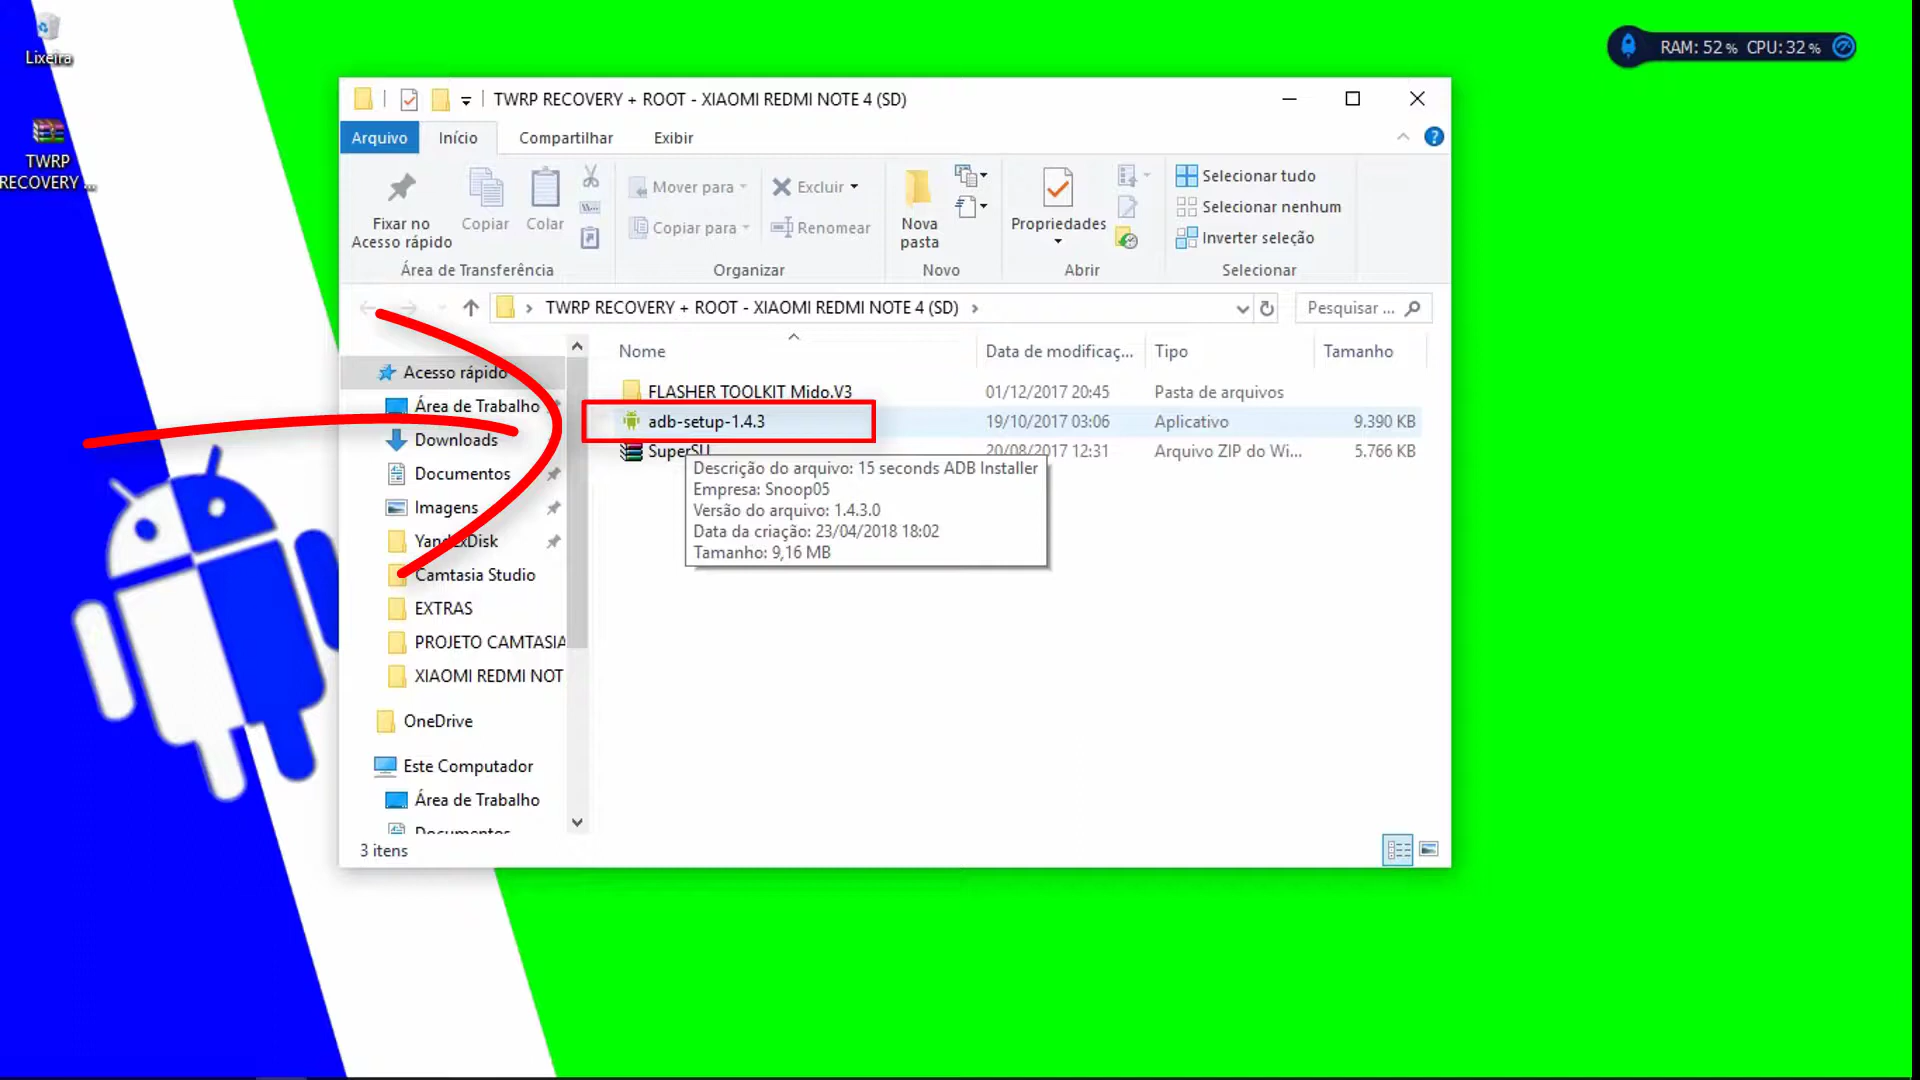 Lixeira
TWRP
RECOVERY ...
RAM: 52% CPU: 32%
TWRP RECOVERY + ROOT - XIAOMI REDMI NOTE 4 (SD)
Arquivo Início Compartilhar Exibir
Fixar no
Acesso rápido
Copiar
Colar
Área de Transferência
Mover para
Copiar para
Excluir
Renomear
Organizar
Nova
pasta
Novo
Propriedades
Abrir
Selecionar tudo
Selecionar nenhum
Inverter seleção
Selecionar
TWRP RECOVERY + ROOT - XIAOMI REDMI NOTE 4 (SD)
Pesquisar ...
Acesso rápido
Área de Trabalho
Downloads
Documentos
Imagens
YandexDisk
Camtasia Studio
EXTRAS
PROJETO CAMTASIA
XIAOMI REDMI NOT
OneDrive
Este Computador
Área de Trabalho
Documentos
Nome Data de modificaç... Tipo Tamanho
FLASHER TOOLKIT Mido.V3 01/12/2017 20:45 Pasta de arquivos
adb-setup-1.4.3 19/10/2017 03:06 Aplicativo 9.390 KB
SuperSU 20/08/2017 12:31 Arquivo ZIP do Wi... 5.766 KB
Descrição do arquivo: 15 seconds ADB Installer
Empresa: Snoop05
Versão do arquivo: 1.4.3.0
Data da criação: 23/04/2018 18:02
Tamanho: 9,16 MB
3 itens